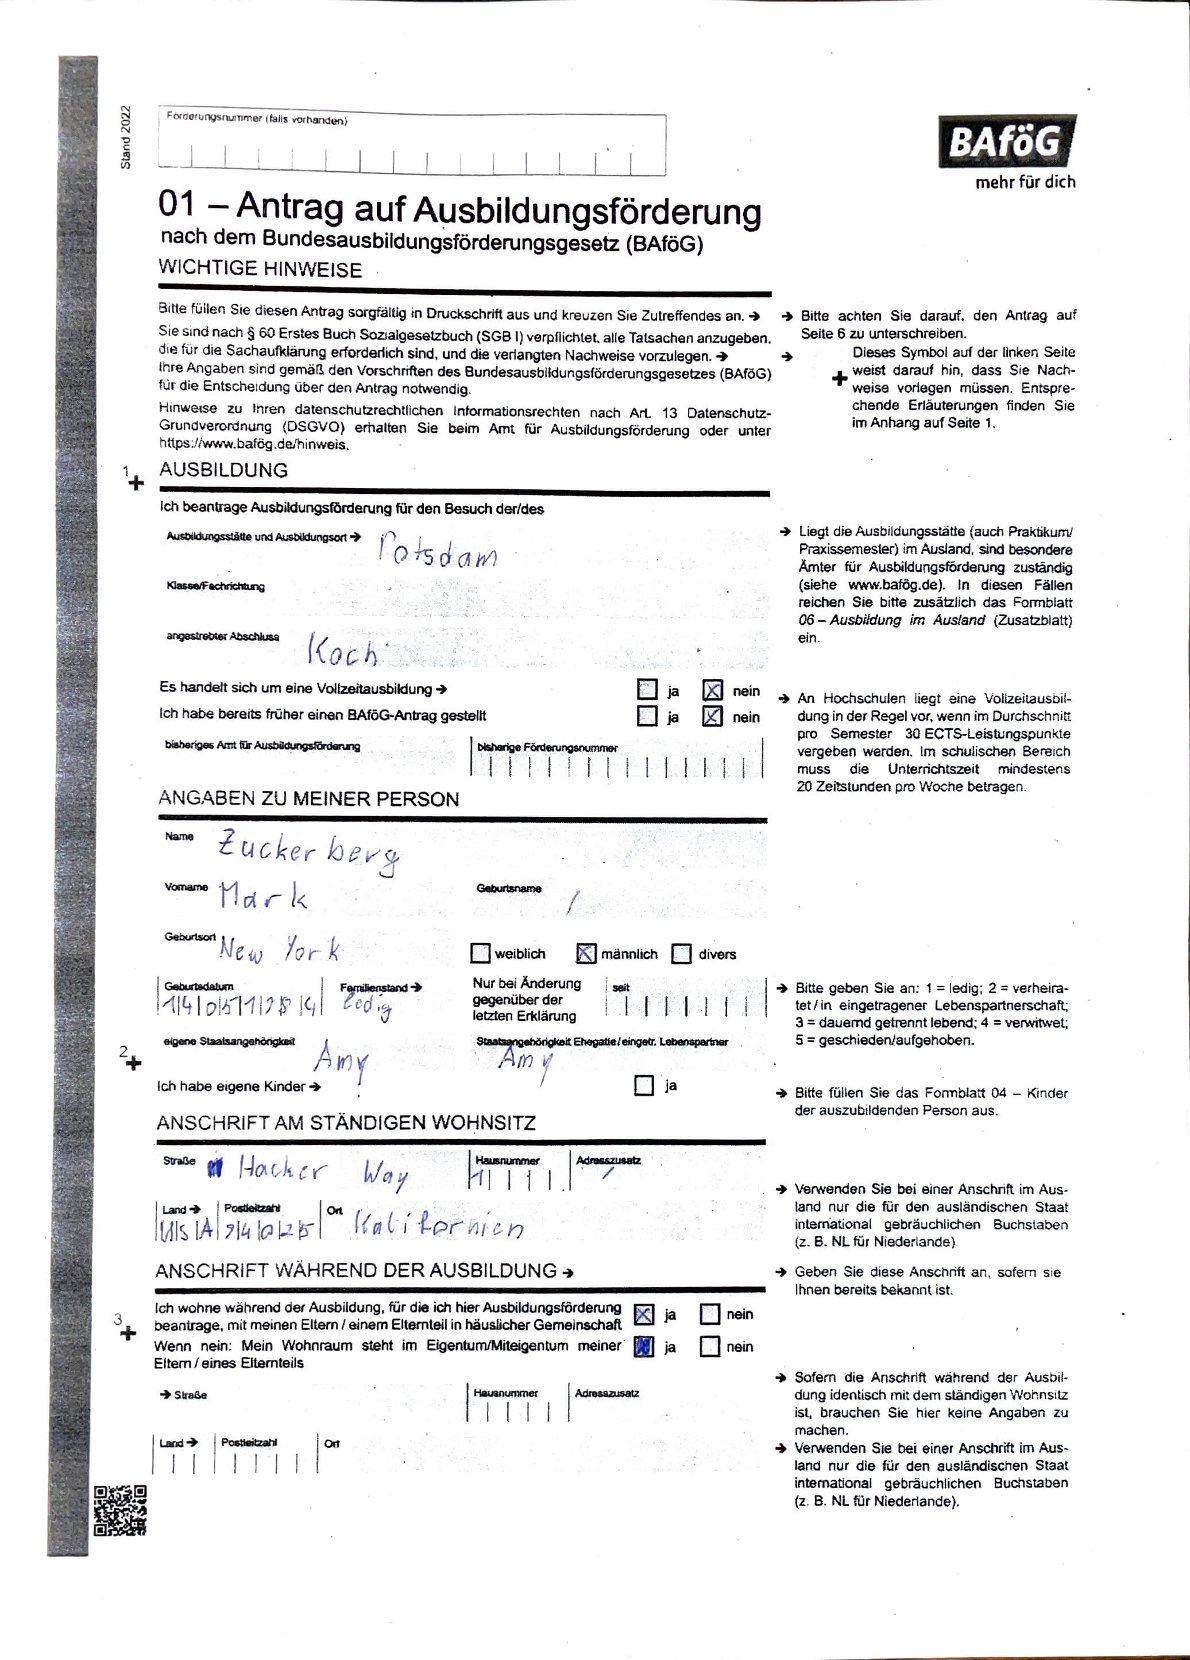 Stand 2022
Förderungsnummer (falls vorhanden)
BAföG
mehr für dich
01 – Antrag auf Ausbildungsförderung
nach dem Bundesausbildungsförderungsgesetz (BAföG)
WICHTIGE HINWEISE
Bitte füllen Sie diesen Antrag sorgfältig in Druckschrift aus und kreuzen Sie Zutreffendes an. →
Sie sind nach § 60 Erstes Buch Sozialgesetzbuch (SGB I) verpflichtet, alle Tatsachen anzugeben,
die für die Sachaufklärung erforderlich sind, und die verlangten Nachweise vorzulegen. →
Ihre Angaben sind gemäß den Vorschriften des Bundesausbildungsförderungsgesetzes (BAföG)
für die Entscheidung über den Antrag notwendig.
Hinweise zu Ihren datenschutzrechtlichen Informationsrechten nach Art. 13 Datenschutz-
Grundverordnung (DSGVO) erhalten Sie beim Amt für Ausbildungsförderung oder unter
https://www.bafög.de/hinweis.
→ Bitte achten Sie darauf, den Antrag auf
Seite 6 zu unterschreiben.
→ Dieses Symbol auf der linken Seite
+ weist darauf hin, dass Sie Nach-
weise vorlegen müssen. Entspre-
chende Erläuterungen finden Sie
im Anhang auf Seite 1.
1 + AUSBILDUNG
Ich beantrage Ausbildungsförderung für den Besuch der/des
Ausbildungsstätte und Ausbildungsort → Potsdam
Klasse/Fachrichtung
angestrebter Abschluss Koch
→ Liegt die Ausbildungsstätte (auch Praktikum/
Praxissemester) im Ausland, sind besondere
Ämter für Ausbildungsförderung zuständig
(siehe www.bafög.de). In diesen Fällen
reichen Sie bitte zusätzlich das Formblatt
06 – Ausbildung im Ausland (Zusatzblatt)
ein.
Es handelt sich um eine Vollzeitausbildung → ja nein
Ich habe bereits früher einen BAföG-Antrag gestellt ja nein
bisheriges Amt für Ausbildungsförderung bisherige Förderungsnummer
→ An Hochschulen liegt eine Vollzeitausbil-
dung in der Regel vor, wenn im Durchschnitt
pro Semester 30 ECTS-Leistungspunkte
vergeben werden. Im schulischen Bereich
muss die Unterrichtszeit mindestens
20 Zeitstunden pro Woche betragen.
ANGABEN ZU MEINER PERSON
Name Zuckerberg
Vorname Mark Geburtsname /
Geburtsort New York weiblich männlich divers
Geburtsdatum Familienstand → ledig
Nur bei Änderung
gegenüber der
letzten Erklärung
seit
→ Bitte geben Sie an: 1 = ledig; 2 = verheira-
tet / in eingetragener Lebenspartnerschaft;
3 = dauernd getrennt lebend; 4 = verwitwet;
5 = geschieden/aufgehoben.
2 + eigene Staatsangehörigkeit Amy Staatsangehörigkeit Ehegatte / eingetr. Lebenspartner Amy
Ich habe eigene Kinder → ja
→ Bitte füllen Sie das Formblatt 04 – Kinder
der auszubildenden Person aus.
ANSCHRIFT AM STÄNDIGEN WOHNSITZ
Straße Hacker Way Hausnummer 1 Adresszusatz /
Land → USA Postleitzahl 94025 Ort Kalifornien
→ Verwenden Sie bei einer Anschrift im Aus-
land nur die für den ausländischen Staat
international gebräuchlichen Buchstaben
(z. B. NL für Niederlande)
ANSCHRIFT WÄHREND DER AUSBILDUNG →
→ Geben Sie diese Anschrift an, sofern sie
Ihnen bereits bekannt ist.
3 + Ich wohne während der Ausbildung, für die ich hier Ausbildungsförderung
beantrage, mit meinen Eltern / einem Elternteil in häuslicher Gemeinschaft ja nein
Wenn nein: Mein Wohnraum steht im Eigentum/Miteigentum meiner ja nein
Eltern / eines Elternteils
→ Straße Hausnummer Adresszusatz
Land → Postleitzahl Ort
→ Sofern die Anschrift während der Ausbil-
dung identisch mit dem ständigen Wohnsitz
ist, brauchen Sie hier keine Angaben zu
machen.
→ Verwenden Sie bei einer Anschrift im Aus-
land nur die für den ausländischen Staat
international gebräuchlichen Buchstaben
(z. B. NL für Niederlande).